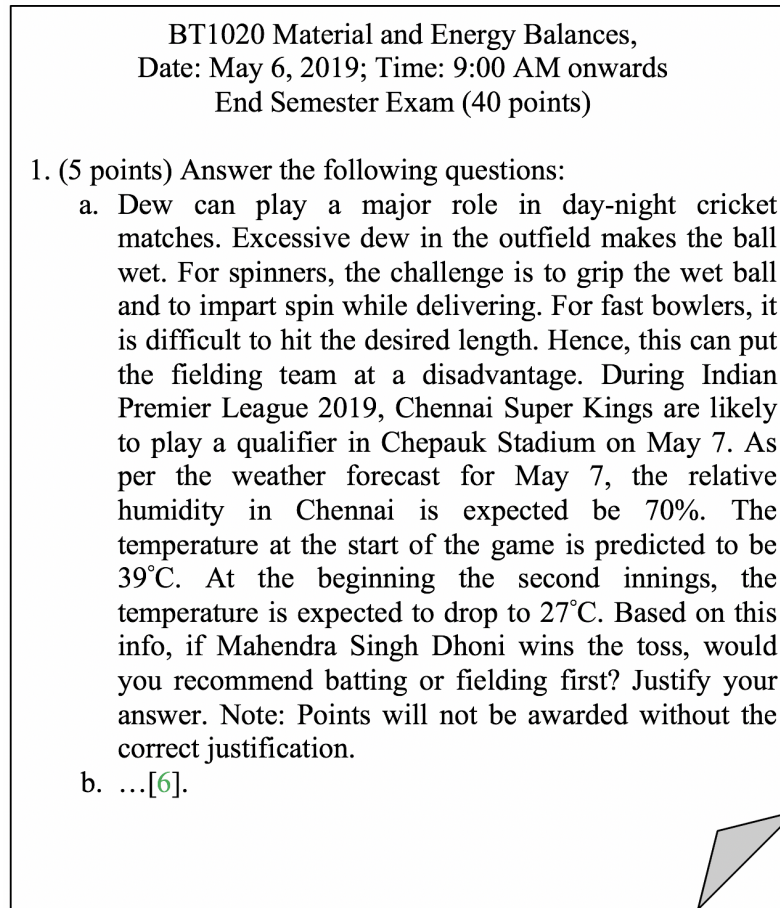 BT1020 Material and Energy Balances,
Date: May 6, 2019; Time: 9:00 AM onwards
End Semester Exam (40 points)
1. (5 points) Answer the following questions:
a. Dew can play a major role in day-night cricket
matches. Excessive dew in the outfield makes the ball
wet. For spinners, the challenge is to grip the wet ball
and to impart spin while delivering. For fast bowlers, it
is difficult to hit the desired length. Hence, this can put
the fielding team at a disadvantage. During Indian
Premier League 2019, Chennai Super Kings are likely
to play a qualifier in Chepauk Stadium on May 7. As
per the weather forecast for May 7, the relative
humidity in Chennai is expected be 70%. The
temperature at the start of the game is predicted to be
39°C. At the beginning the second innings, the
temperature is expected to drop to 27°C. Based on this
info, if Mahendra Singh Dhoni wins the toss, would
you recommend batting or fielding first? Justify your
answer. Note: Points will not be awarded without the
correct justification.
b. …[6].